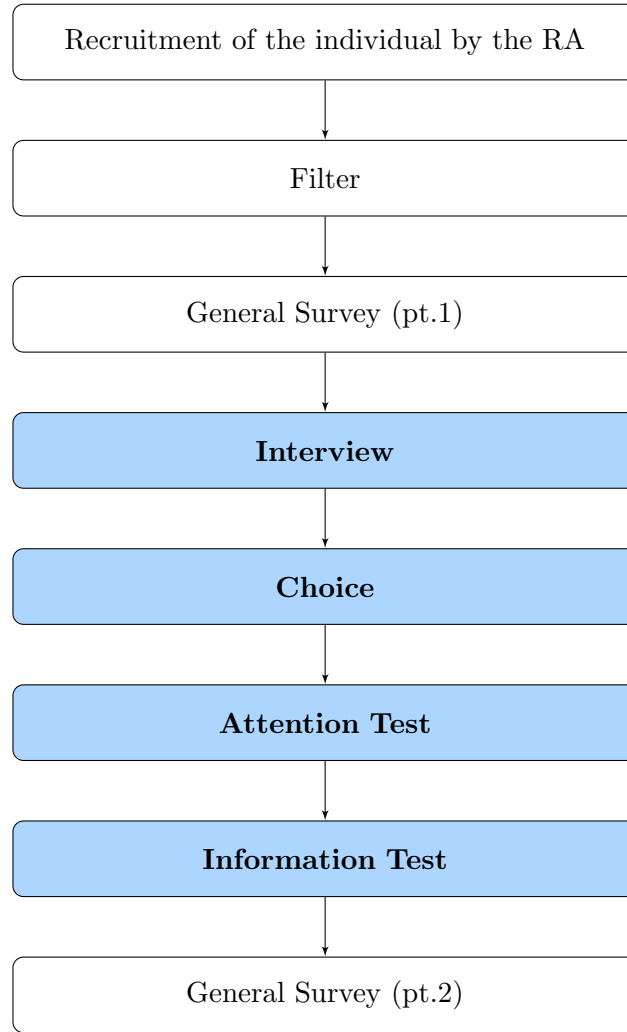 Recruitment of the individual by the RA
Filter
General Survey (pt.1)
Interview
Choice
Attention Test
Information Test
General Survey (pt.2)